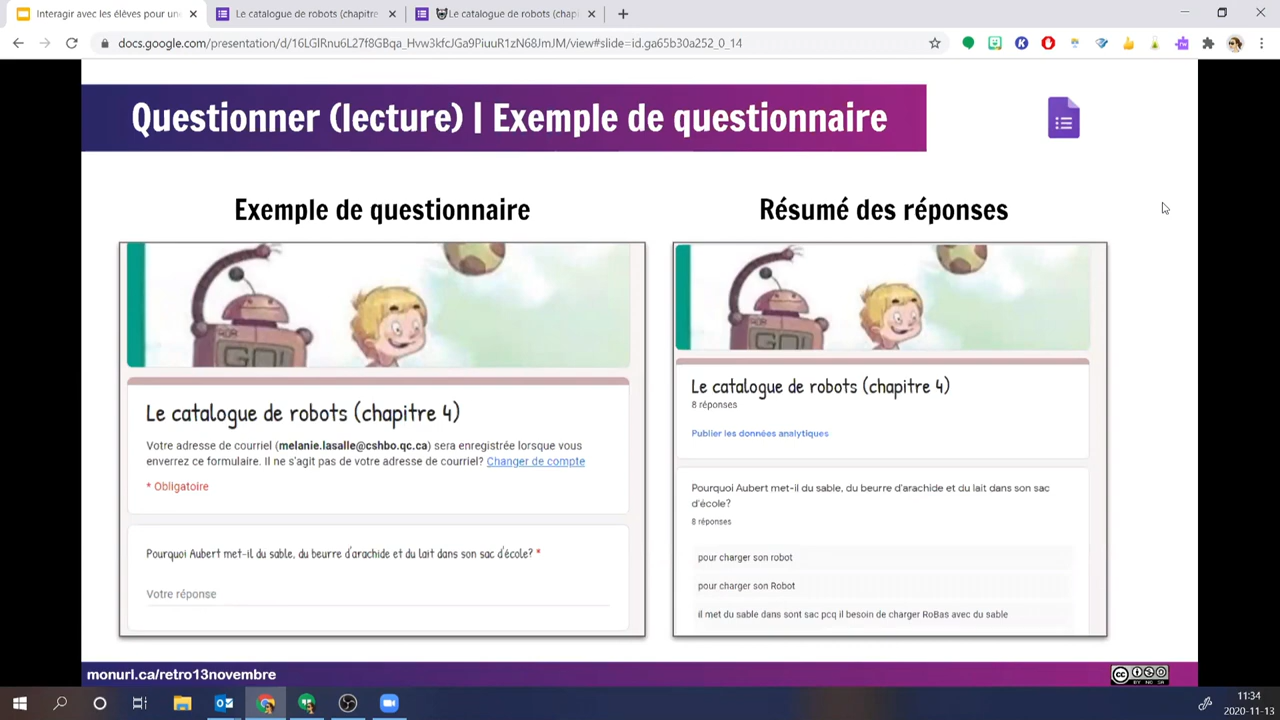 Interagir avec les élèves pour un
Le catalogue de robots (chapitre
Le catalogue de robots (chap
docs.google.com/presentation/d/16LGlRnu6L27f8GBqa_Hvw3kfcJGa9PiuuR1zN68JmJM/view#slide=id.ga65b30a252_0_14
Questionner (lecture) | Exemple de questionnaire
Exemple de questionnaire
Résumé des réponses
GO!
Le catalogue de robots (chapitre 4)
Votre adresse de courriel (melanie.lasalle@cshbo.qc.ca) sera enregistrée lorsque vous
enverrez ce formulaire. Il ne s'agit pas de votre adresse de courriel? Changer de compte
* Obligatoire
Pourquoi Aubert met-il du sable, du beurre d'arachide et du lait dans son sac d'école? *
Votre réponse
GO!
Le catalogue de robots (chapitre 4)
8 réponses
Publier les données analytiques
Pourquoi Aubert met-il du sable, du beurre d'arachide et du lait dans son sac
d'école?
8 réponses
pour charger son robot
pour charger son Robot
il met du sable dans sont sac pcq il besoin de charger RoBas avec du sable
monurl.ca/retro13novembre
BY NC SA
11:34
2020-11-13